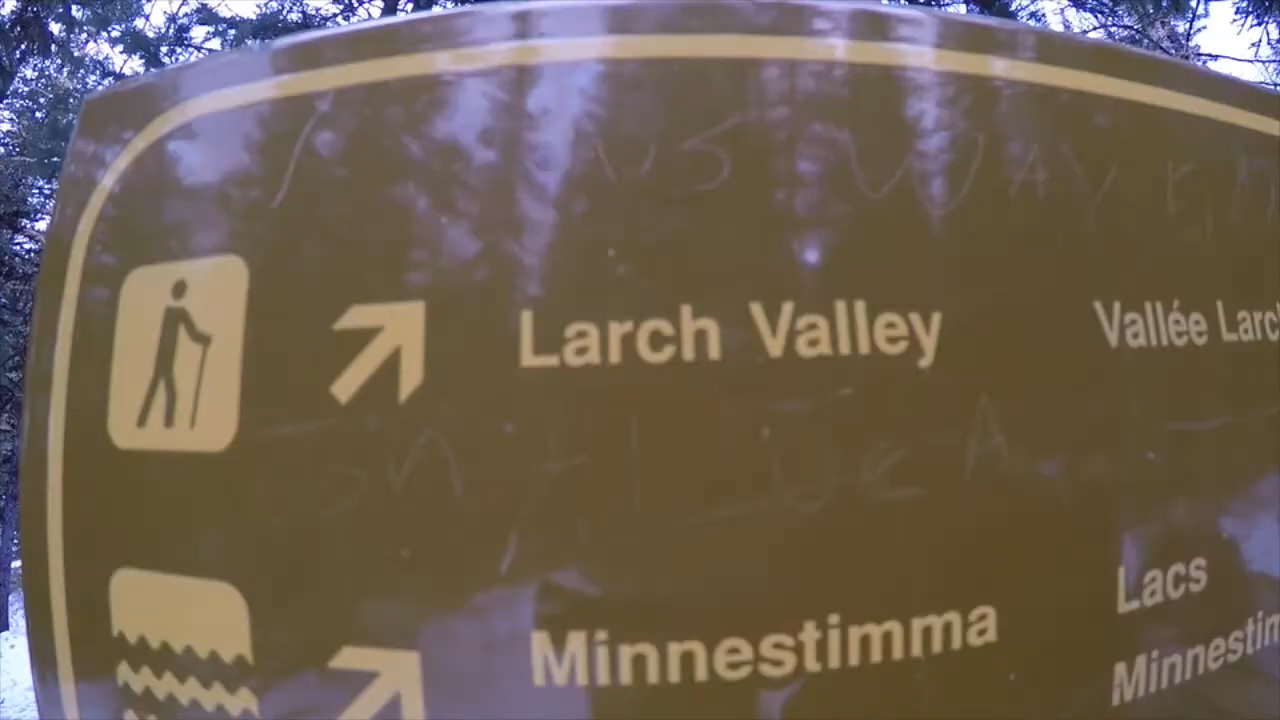 Larch Valley
Vallée Larc
Minnestimma
Lacs
Minnestim